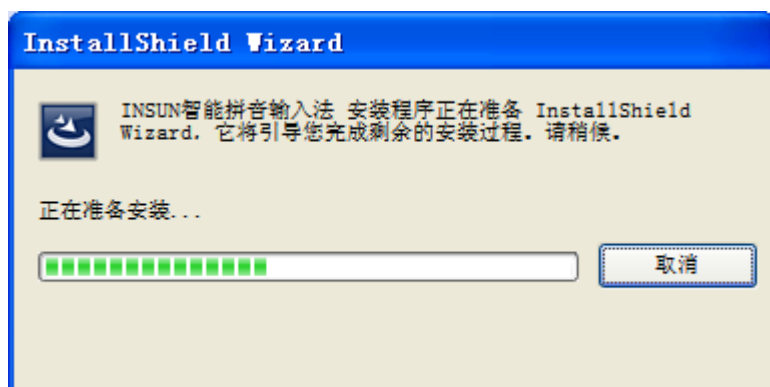 InstallShield Wizard
INSUN智能拼音输入法 安装程序正在准备 InstallShield
Wizard，它将引导您完成剩余的安装过程。请稍候。
正在准备安装...
取消